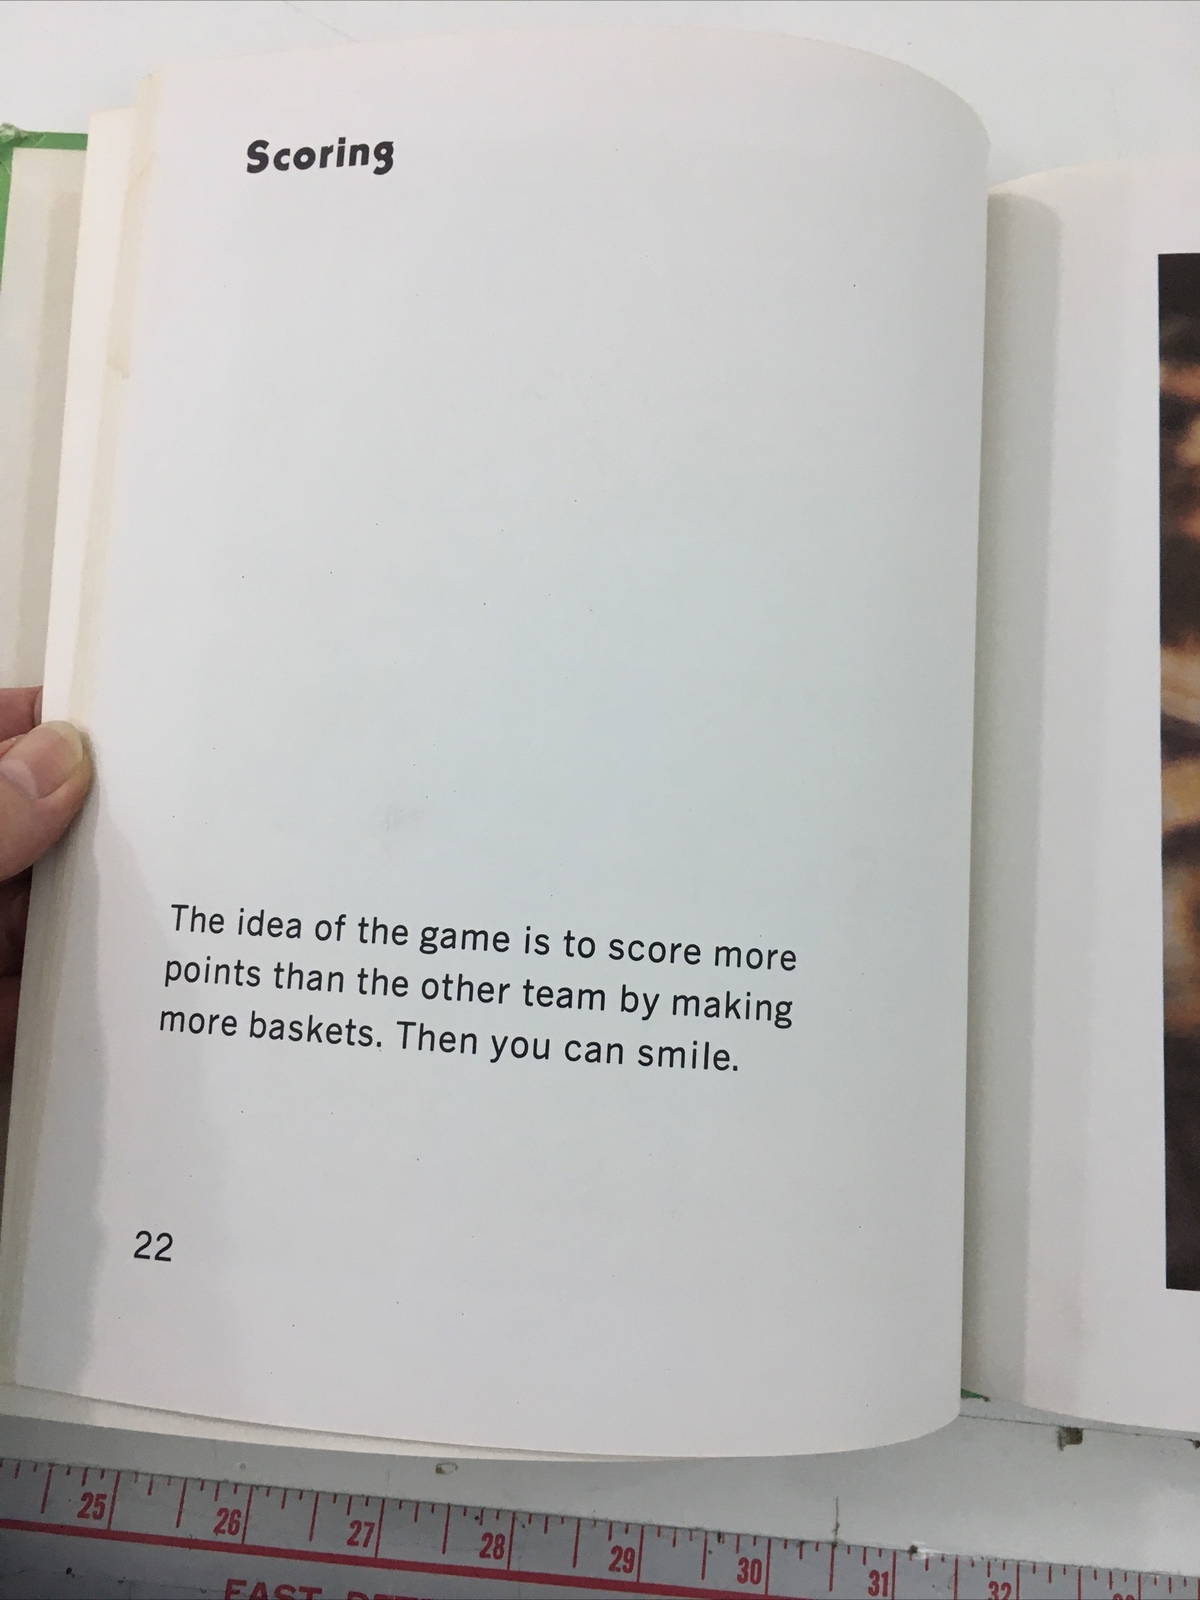 Scoring
The idea of the game is to score more
points than the other team by making
more baskets. Then you can smile.
22
25 26 27 28 29 30 31 32
FAST